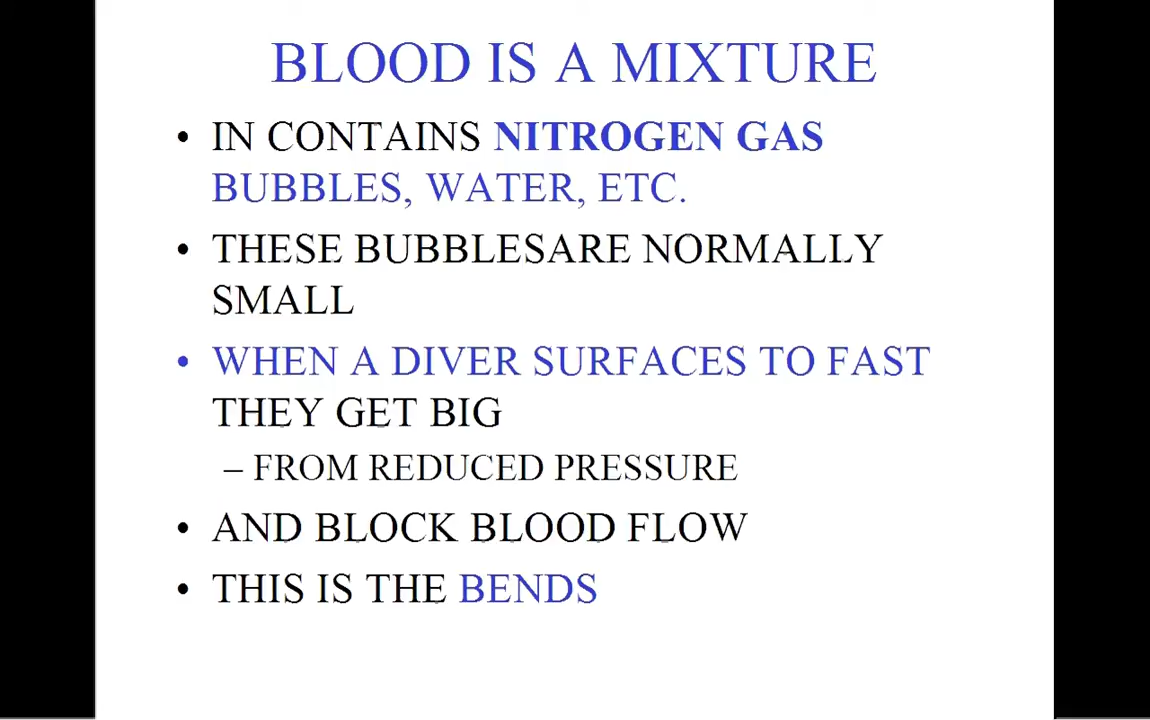 BLOOD IS A MIXTURE
• IN CONTAINS NITROGEN GAS
BUBBLES, WATER, ETC.
• THESE BUBBLESARE NORMALLY
SMALL
• WHEN A DIVER SURFACES TO FAST
THEY GET BIG
– FROM REDUCED PRESSURE
• AND BLOCK BLOOD FLOW
• THIS IS THE BENDS